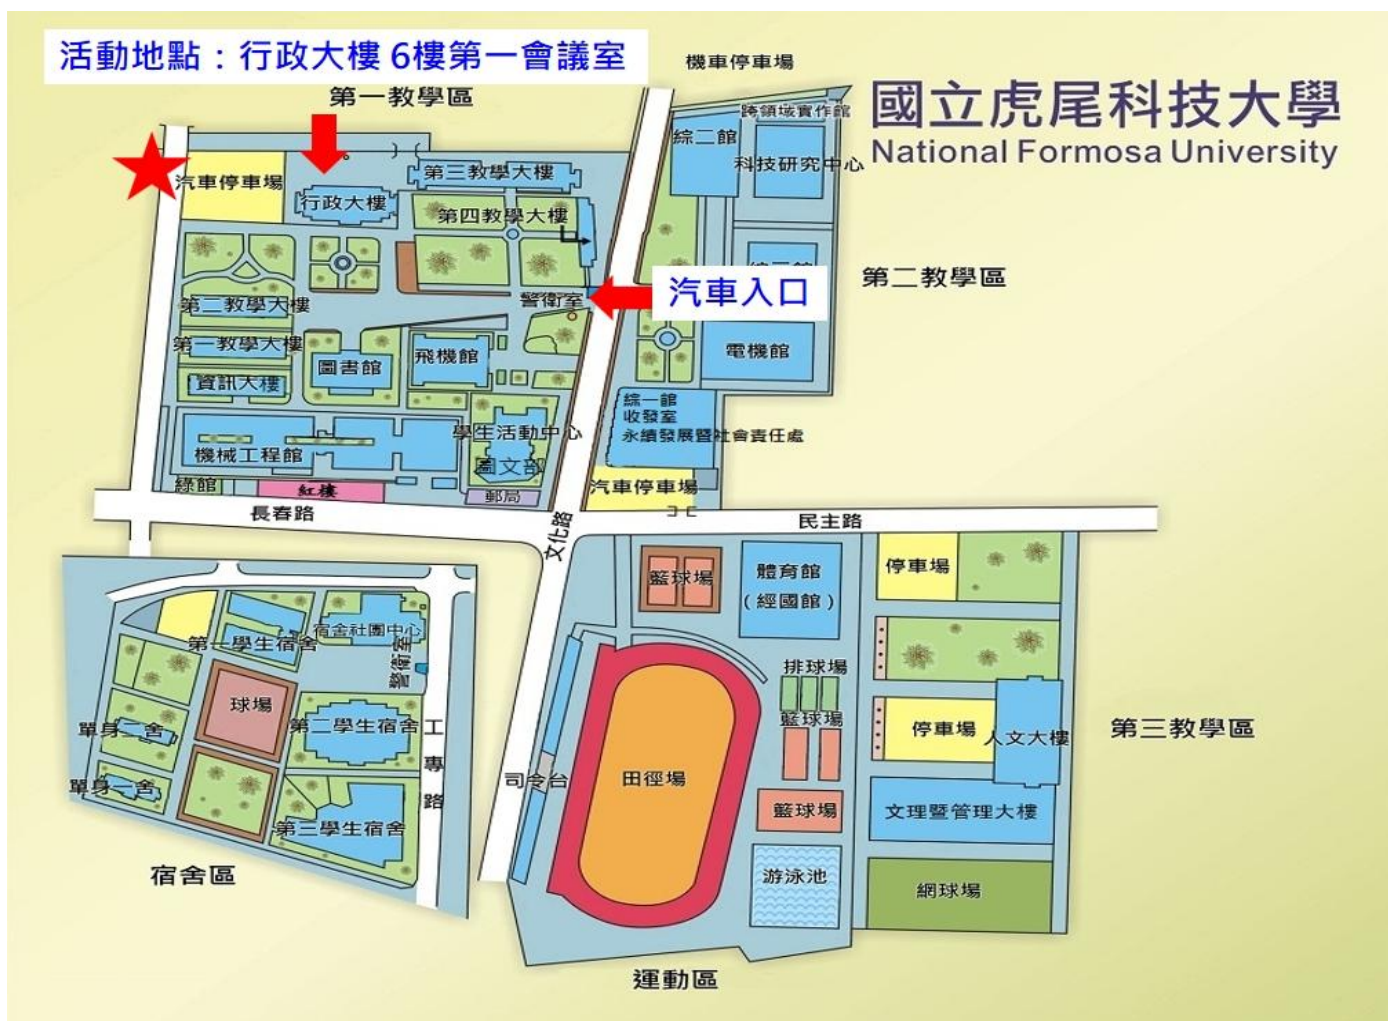 活動地點：行政大樓 6樓第一會議室
機車停車場
國立虎尾科技大學
National Formosa University
第一教學區
跨領域實作館
綜二館
科技研究中心
第三教學大樓
汽車停車場
行政大樓
第四教學大樓
第二教學區
汽車入口
警衛室
第二教學大樓
第一教學大樓
圖書館
飛機館
電機館
資訊大樓
綜一館
收發室
永續發展暨社會責任處
學生活動中心
機械工程館
圖文部
綠館
紅樓
郵局
汽車停車場
長春路
文化路
民主路
籃球場
體育館
（經國館）
停車場
第一學生宿舍
宿舍社團中心
警衛室
排球場
球場
第二學生宿舍
工專路
單身二舍
籃球場
停車場
人文大樓
第三教學區
單身一舍
司令台
田徑場
籃球場
文理暨管理大樓
第三學生宿舍
宿舍區
游泳池
網球場
運動區